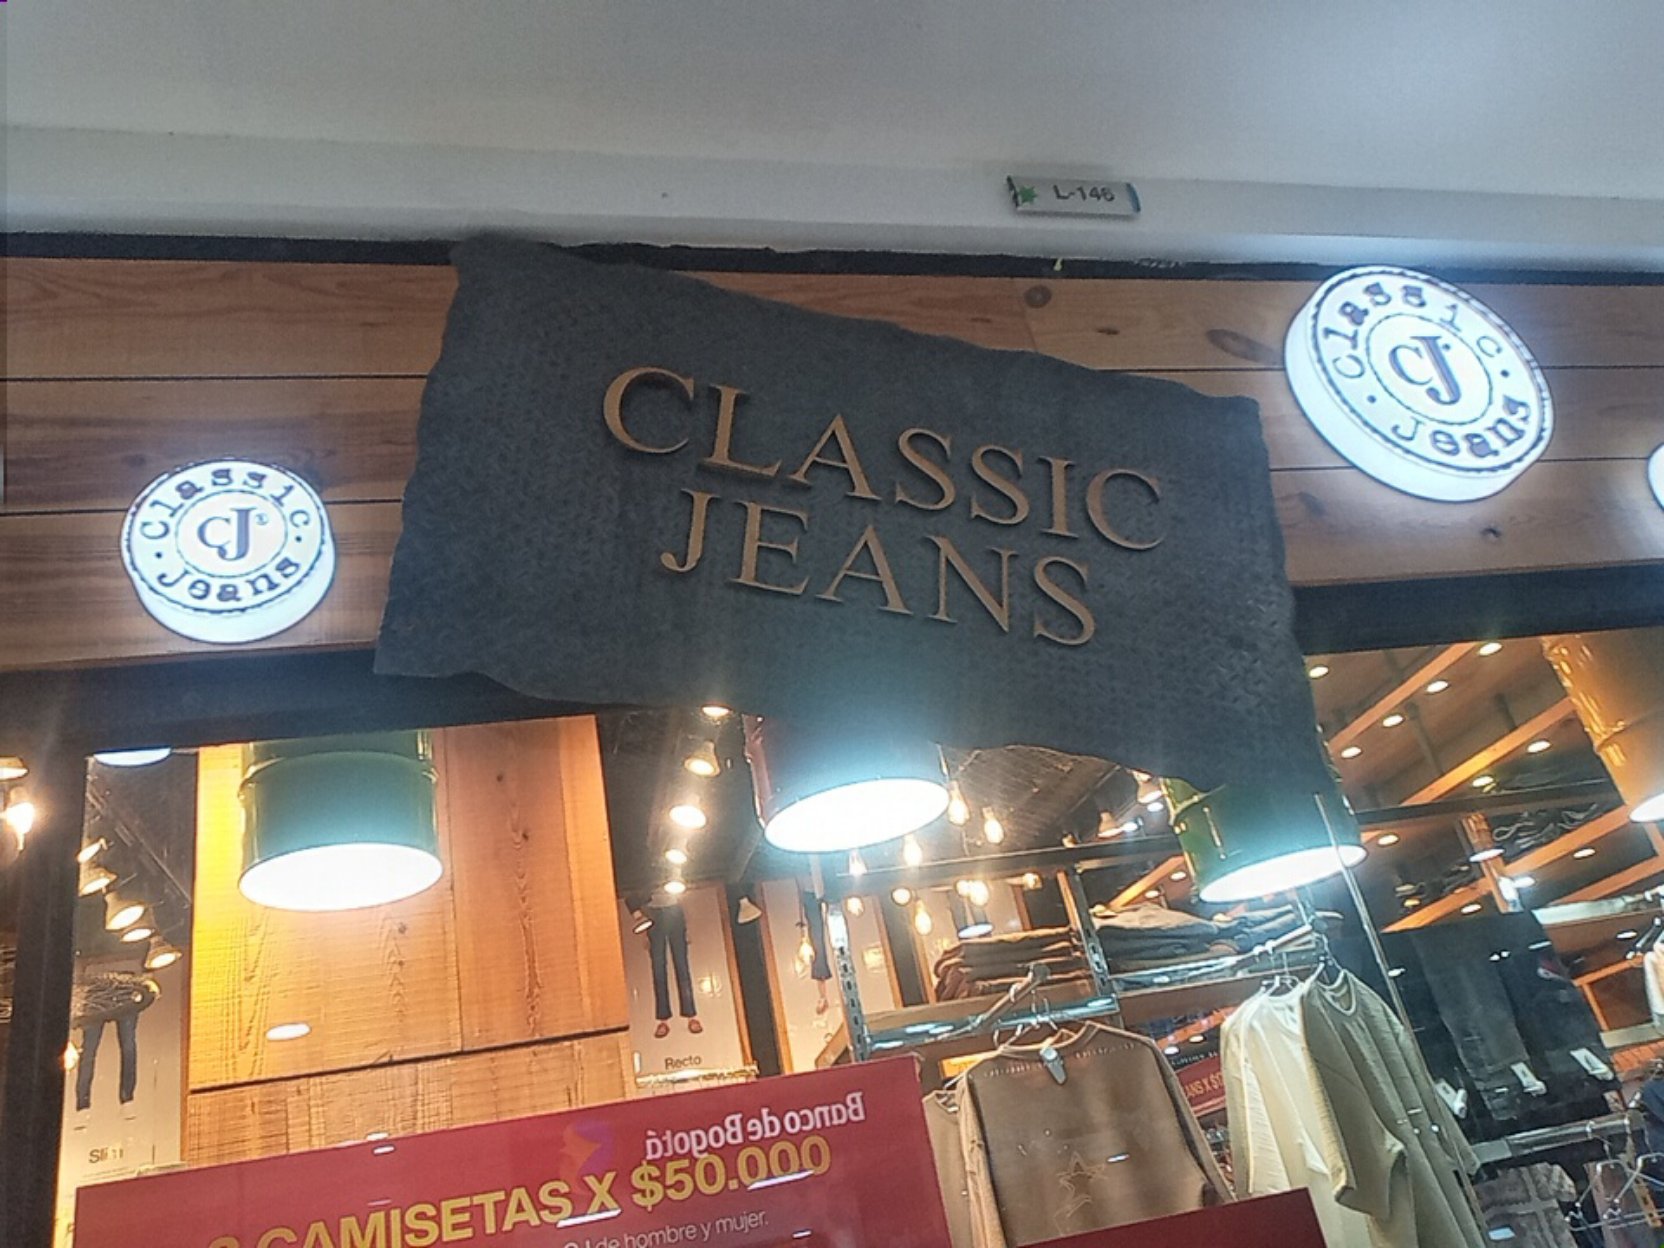 L-146
CLASSIC
JEANS
Classic
CJ
Jeans
Classic
CJ®
Jeans
Recto
Slim
Banco de Bogotá
CAMISETAS X $50.000
de hombre y mujer.